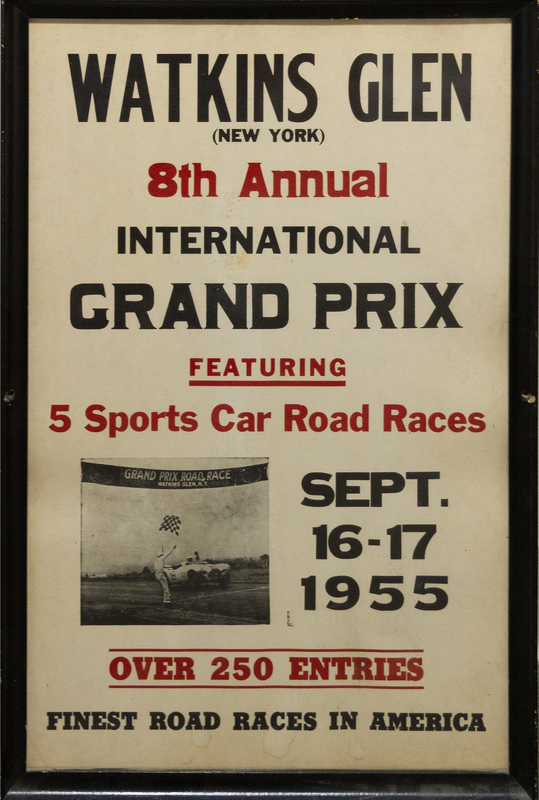 WATKINS GLEN
(NEW YORK)
8th Annual
INTERNATIONAL
GRAND PRIX
FEATURING
5 Sports Car Road Races
GRAND PRIX ROAD RACE
WATKINS GLEN, N.Y.
SEPT.
16-17
1955
OVER 250 ENTRIES
FINEST ROAD RACES IN AMERICA